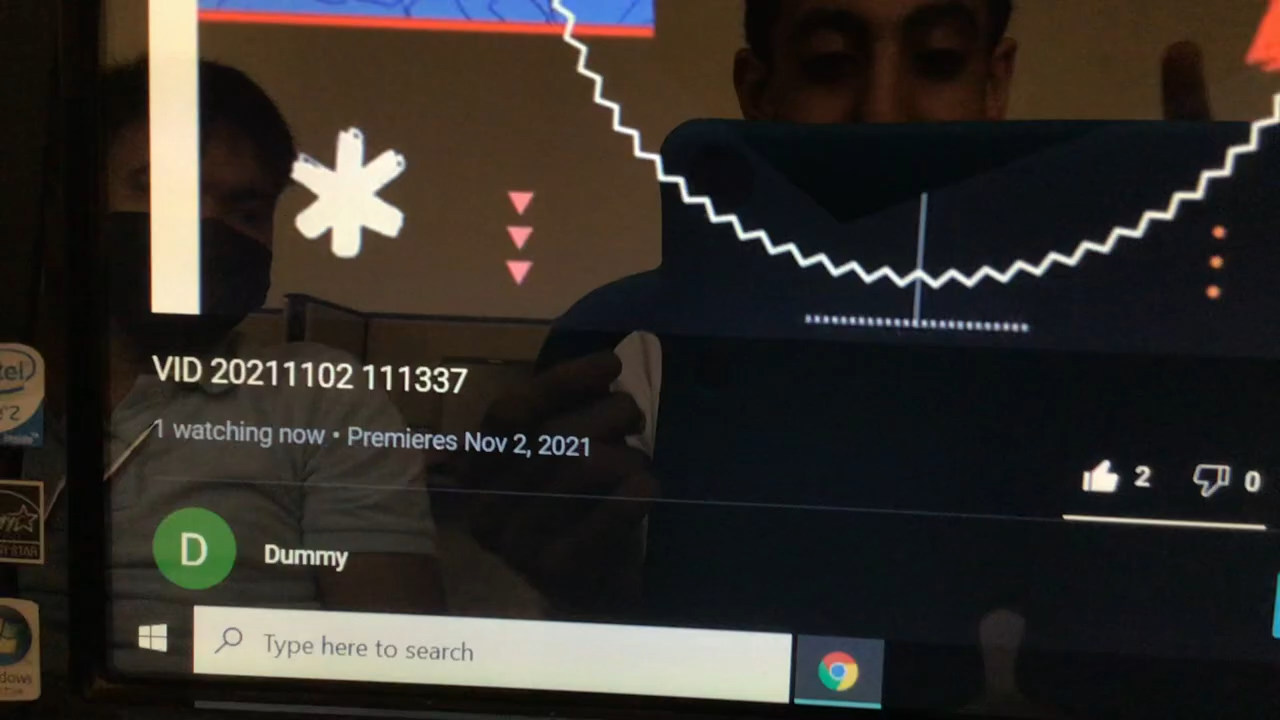 VID 20211102 111337
1 watching now • Premieres Nov 2, 2021
2
0
D
Dummy
Type here to search